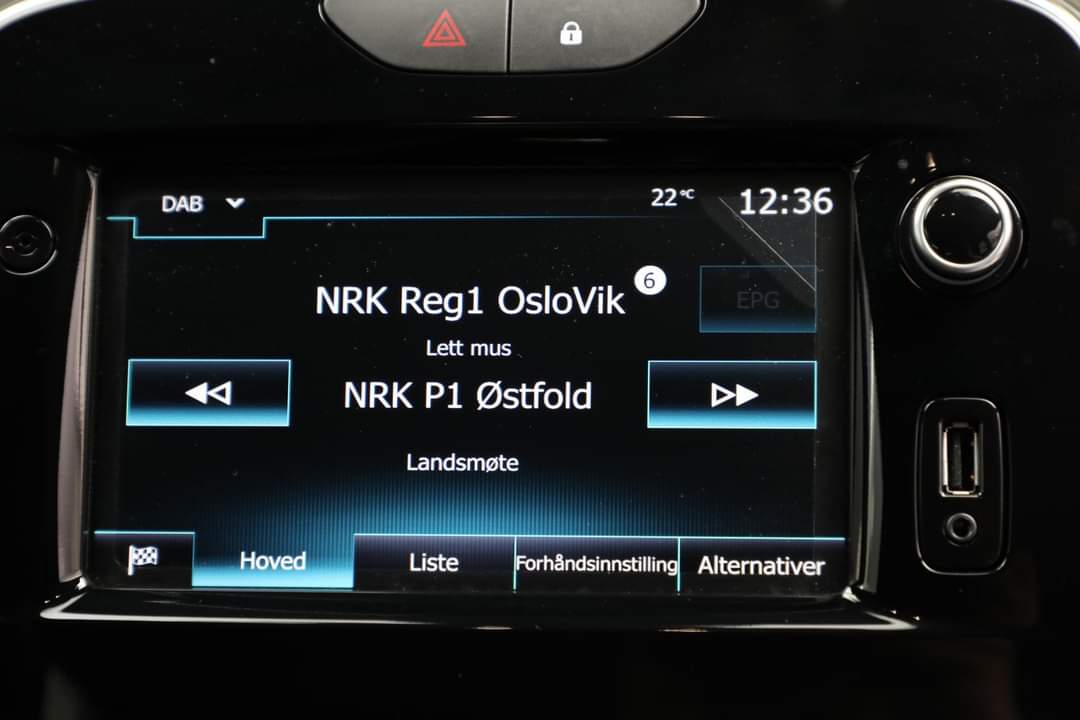 DAB
22°C
12:36
NRK Reg1 OsloVik
6
EPG
Lett mus
NRK P1 Østfold
Landsmøte
Hoved
Liste
Forhåndsinnstilling
Alternativer